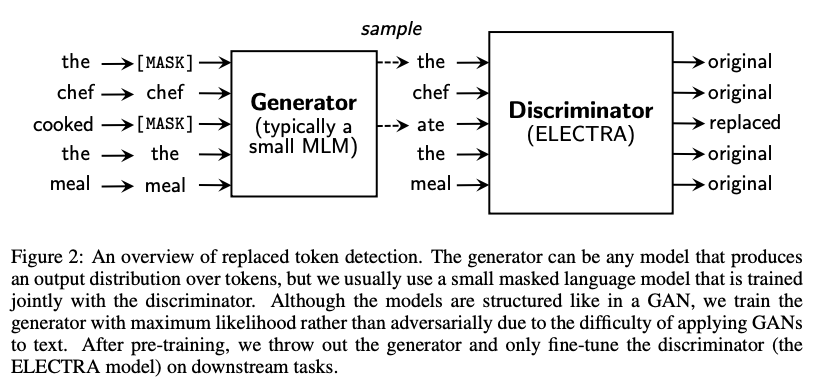 sample
the [MASK] the original
chef chef chef original
cooked [MASK] ate replaced
the the the original
meal meal meal original
Generator
(typically a
small MLM)
Discriminator
(ELECTRA)
Figure 2: An overview of replaced token detection. The generator can be any model that produces
an output distribution over tokens, but we usually use a small masked language model that is trained
jointly with the discriminator. Although the models are structured like in a GAN, we train the
generator with maximum likelihood rather than adversarially due to the difficulty of applying GANs
to text. After pre-training, we throw out the generator and only fine-tune the discriminator (the
ELECTRA model) on downstream tasks.